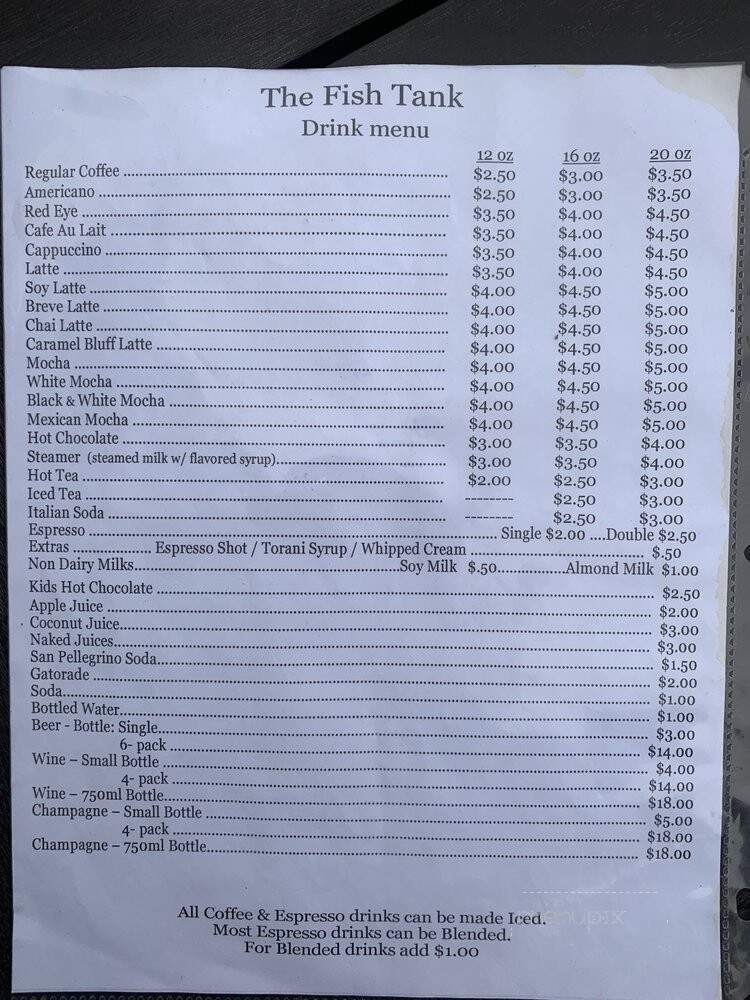 The Fish Tank
Drink menu
12 OZ 16 OZ 20 OZ
Regular Coffee $2.50 $3.00 $3.50
Americano $2.50 $3.00 $3.50
Red Eye $3.50 $4.00 $4.50
Cafe Au Lait $3.50 $4.00 $4.50
Cappuccino $3.50 $4.00 $4.50
Latte $3.50 $4.00 $4.50
Soy Latte $4.00 $4.50 $5.00
Breve Latte $4.00 $4.50 $5.00
Chai Latte $4.00 $4.50 $5.00
Caramel Bluff Latte $4.00 $4.50 $5.00
Mocha $4.00 $4.50 $5.00
White Mocha $4.00 $4.50 $5.00
Black & White Mocha $4.00 $4.50 $5.00
Mexican Mocha $4.00 $4.50 $5.00
Hot Chocolate $3.00 $3.50 $4.00
Steamer (steamed milk w/ flavored syrup) $3.00 $3.50 $4.00
Hot Tea $2.00 $2.50 $3.00
Iced Tea -------- $2.50 $3.00
Italian Soda -------- $2.50 $3.00
Espresso Single $2.00 ....Double $2.50
Extras Espresso Shot / Torani Syrup / Whipped Cream $.50
Non Dairy Milks Soy Milk $.50 Almond Milk $1.00
Kids Hot Chocolate $2.50
Apple Juice $2.00
Coconut Juice $3.00
Naked Juices $3.00
San Pellegrino Soda $1.50
Gatorade $2.00
Soda $1.00
Bottled Water $1.00
Beer - Bottle: Single $3.00
6- pack $14.00
Wine – Small Bottle $4.00
4- pack $14.00
Wine – 750ml Bottle $18.00
Champagne – Small Bottle $5.00
4- pack $18.00
Champagne – 750ml Bottle $18.00
All Coffee & Espresso drinks can be made Iced.
Most Espresso drinks can be Blended.
For Blended drinks add $1.00